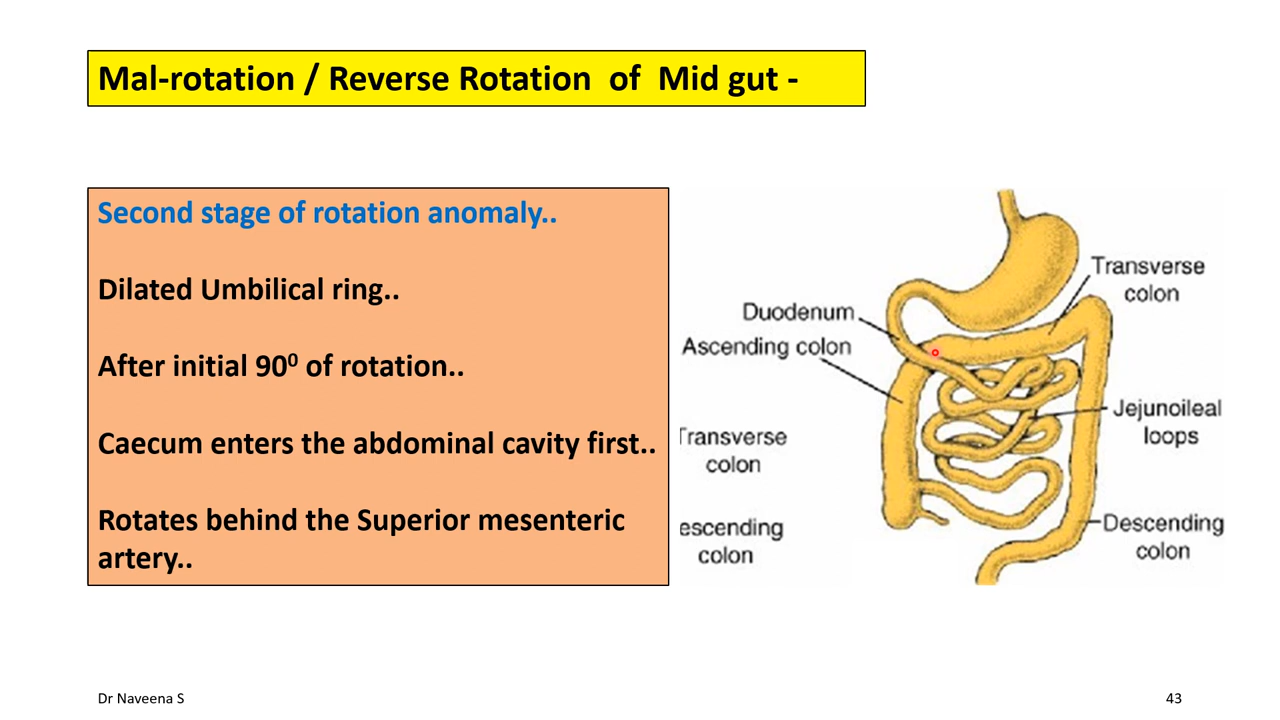 Mal-rotation / Reverse Rotation of Mid gut -
Second stage of rotation anomaly..
Dilated Umbilical ring..
After initial 90⁰ of rotation..
Caecum enters the abdominal cavity first..
Rotates behind the Superior mesenteric
artery..
Transverse
colon
Duodenum
Ascending colon
Jejunoileal
loops
Transverse
colon
Descending
colon
escending
colon
Dr Naveena S
43